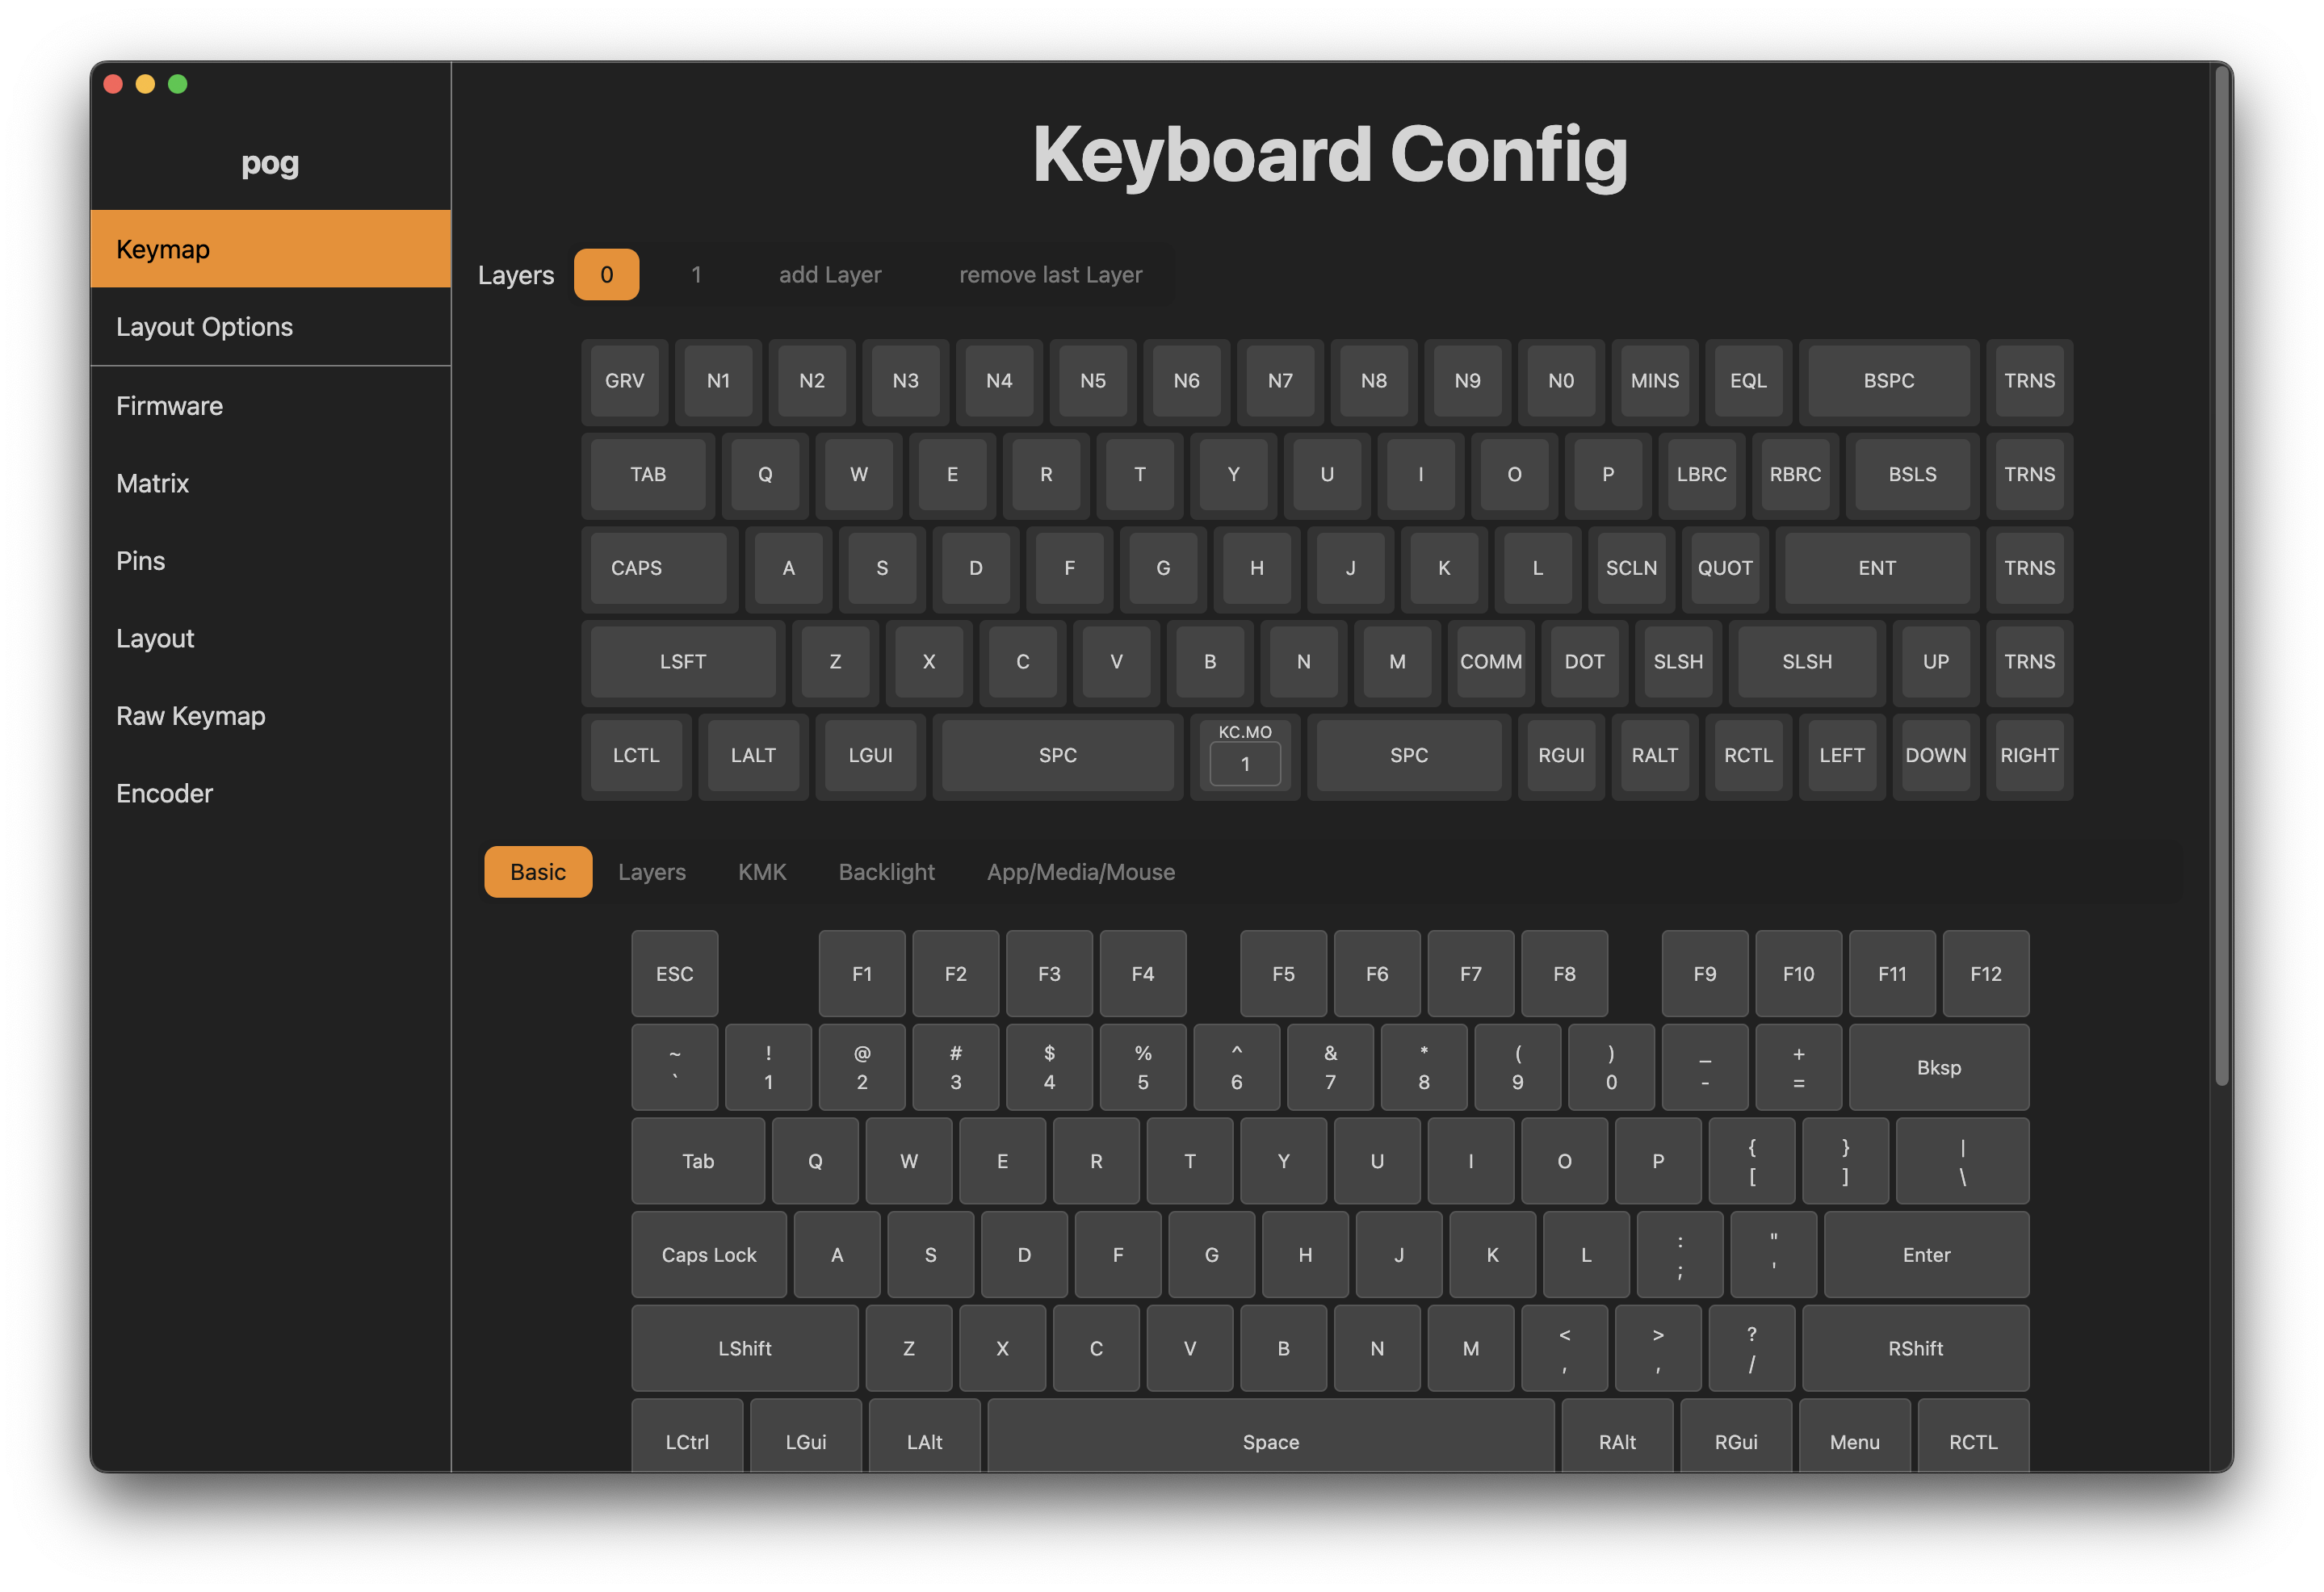 pog
Keymap
Layout Options
Firmware
Matrix
Pins
Layout
Raw Keymap
Encoder
Keyboard Config
Layers 0 1 add Layer remove last Layer
GRV N1 N2 N3 N4 N5 N6 N7 N8 N9 N0 MINS EQL BSPC TRNS
TAB Q W E R T Y U I O P LBRC RBRC BSLS TRNS
CAPS A S D F G H J K L SCLN QUOT ENT TRNS
LSFT Z X C V B N M COMM DOT SLSH SLSH UP TRNS
KC.MO
LCTL LALT LGUI SPC 1 SPC RGUI RALT RCTL LEFT DOWN RIGHT
Basic Layers KMK Backlight App/Media/Mouse
ESC F1 F2 F3 F4 F5 F6 F7 F8 F9 F10 F11 F12
~ ! @ # $ % ^ & * ( ) _ +
` 1 2 3 4 5 6 7 8 9 0 - = Bksp
{ } |
Tab Q W E R T Y U I O P [ ] \
: "
Caps Lock A S D F G H J K L ; ' Enter
< > ?
LShift Z X C V B N M , , / RShift
LCtrl LGui LAlt Space RAlt RGui Menu RCTL